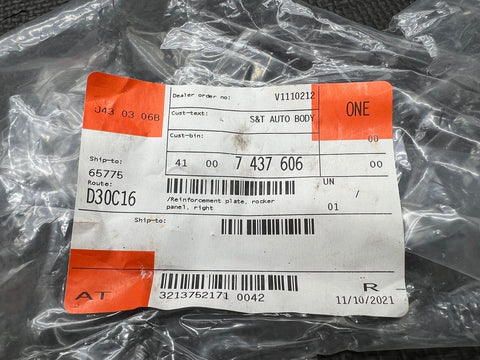 Dealer order no: V1110212
J43 03 06B
Cust-text: S&T AUTO BODY
ONE
Cust-bin: 00
Ship-to:
65775
41 00 7 437 606 00
Route:
D30C16
/Reinforcement plate, rocker
panel, right
UN
/
01
Ship-to:
AT
3213752171 0042
R
11/10/2021